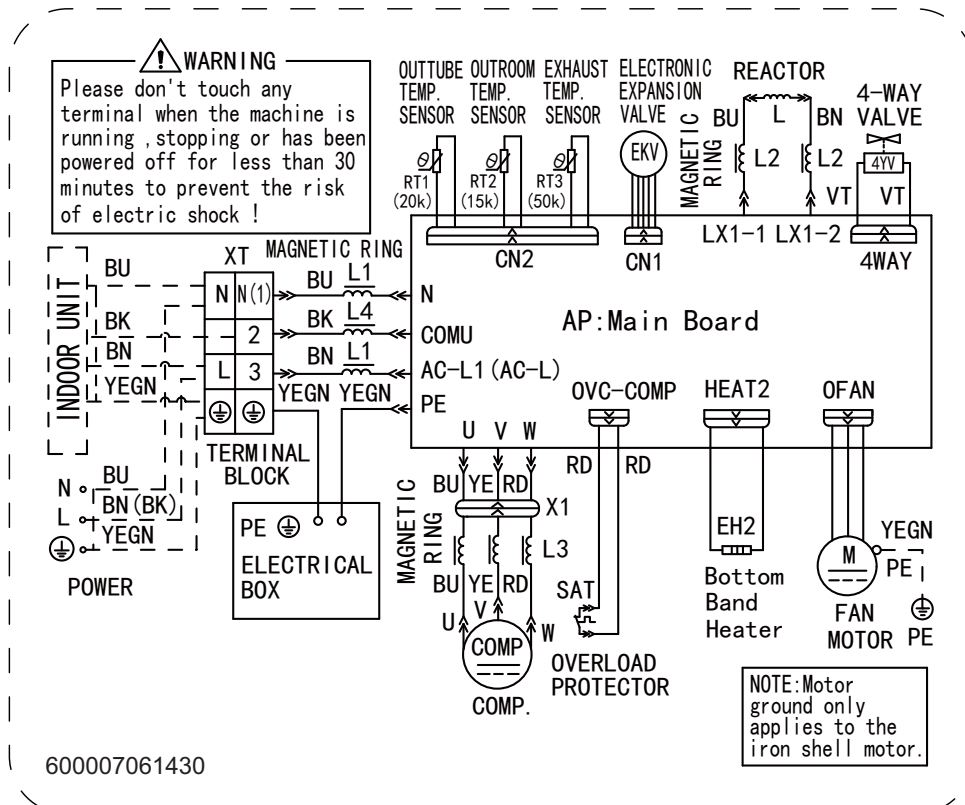 WARNING
Please don't touch any
terminal when the machine is
running ,stopping or has been
powered off for less than 30
minutes to prevent the risk
of electric shock !
OUTTUBE OUTROOM EXHAUST ELECTRONIC
TEMP. TEMP. TEMP. EXPANSION
SENSOR SENSOR SENSOR VALVE
REACTOR
4-WAY
VALVE
BU L BN
MAGNETIC
RING
L2 L2
EKV
4YV
θ θ θ
RT1 RT2 RT3
(20k) (15k) (50k)
VT VT
CN2
CN1
LX1-1 LX1-2
4WAY
INDOOR UNIT
BU
BK
BN
YEGN
XT
MAGNETIC RING
N N(1) BU L1 N
2 BK L4 COMU
L 3 BN L1 AC-L1(AC-L)
YEGN YEGN PE
AP:Main Board
TERMINAL
BLOCK
OVC-COMP HEAT2 OFAN
U V W
RD RD
N BU
L BN(BK)
YEGN
POWER
PE
ELECTRICAL
BOX
BU YE RD
X1
MAGNETIC
RING
L3
BU YE RD
U V W
COMP
COMP.
SAT
OVERLOAD
PROTECTOR
EH2
Bottom
Band
Heater
M
YEGN
PE
FAN
MOTOR
PE
NOTE:Motor
ground only
applies to the
iron shell motor.
600007061430